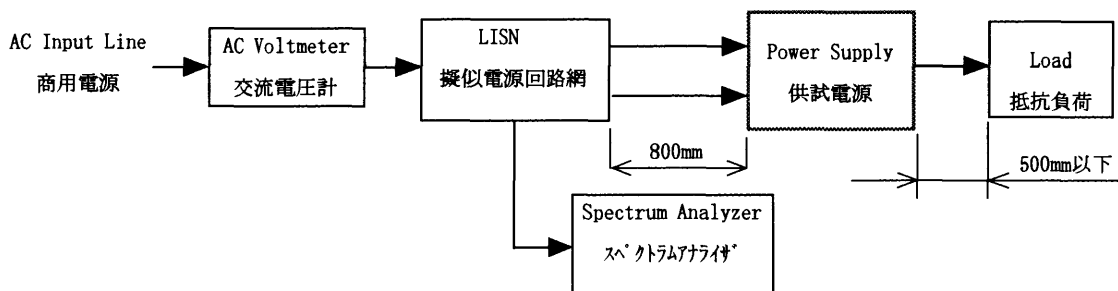 AC Input Line
商用電源
AC Voltmeter
交流電圧計
LISN
擬似電源回路網
Power Supply
供試電源
Load
抵抗負荷
800mm
500mm以下
Spectrum Analyzer
ｽﾍﾟｸﾄﾗﾑｱﾅﾗｲｻﾞ